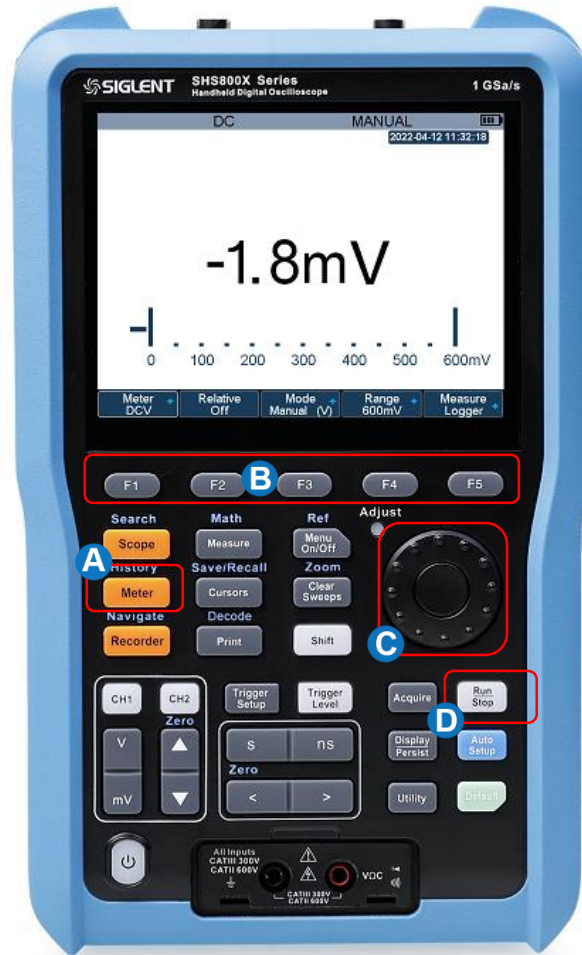 SIGLENT SHS800X Series 1 GSa/s
Handheld Digital Oscilloscope
DC MANUAL
2022-04-12 11:32:18
-1.8mV
0 100 200 300 400 500 600mV
Meter Relative Mode Range Measure
DCV Off Manual (V) 600mV Logger
B
F1 F2 F3 F4 F5
Search Math Ref Adjust
Scope Measure Menu On/Off
A
History Save/Recall Zoom
Meter Cursors Clear Sweeps
Navigate Decode
Recorder Print Shift
C
CH1 CH2 Trigger Setup Trigger Level Acquire Run Stop
D
Zero
V s ns Display Persist Auto Setup
Zero
mV < > Utility Default
All Inputs
CATIII 300V
CATII 600V
VΩC
CATIII 300V
CATII 600V